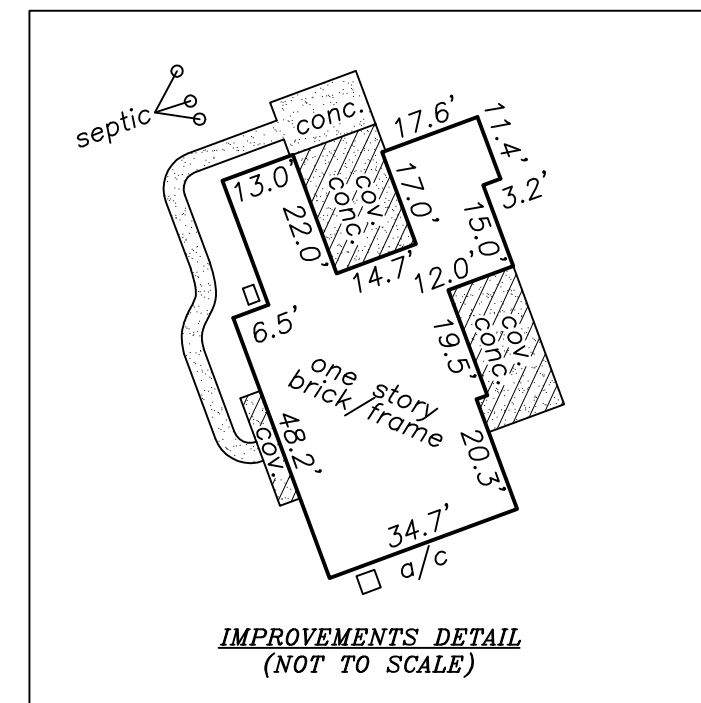 septic
conc.
17.6'
11.4'
3.2'
13.0'
22.0'
cov.
conc.
17.0'
15.0'
14.7'
12.0'
6.5'
19.5'
cov.
conc.
one story
brick/frame
48.2'
cov.
20.3'
34.7'
a/c
IMPROVEMENTS DETAIL
(NOT TO SCALE)